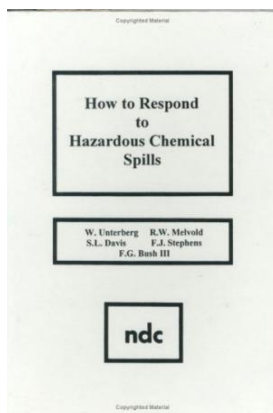 Copyrighted Material
How to Respond
to
Hazardous Chemical
Spills
W. Unterberg R.W. Melvold
S.L. Davis F.J. Stephens
F.G. Bush III
ndc
Copyrighted Material